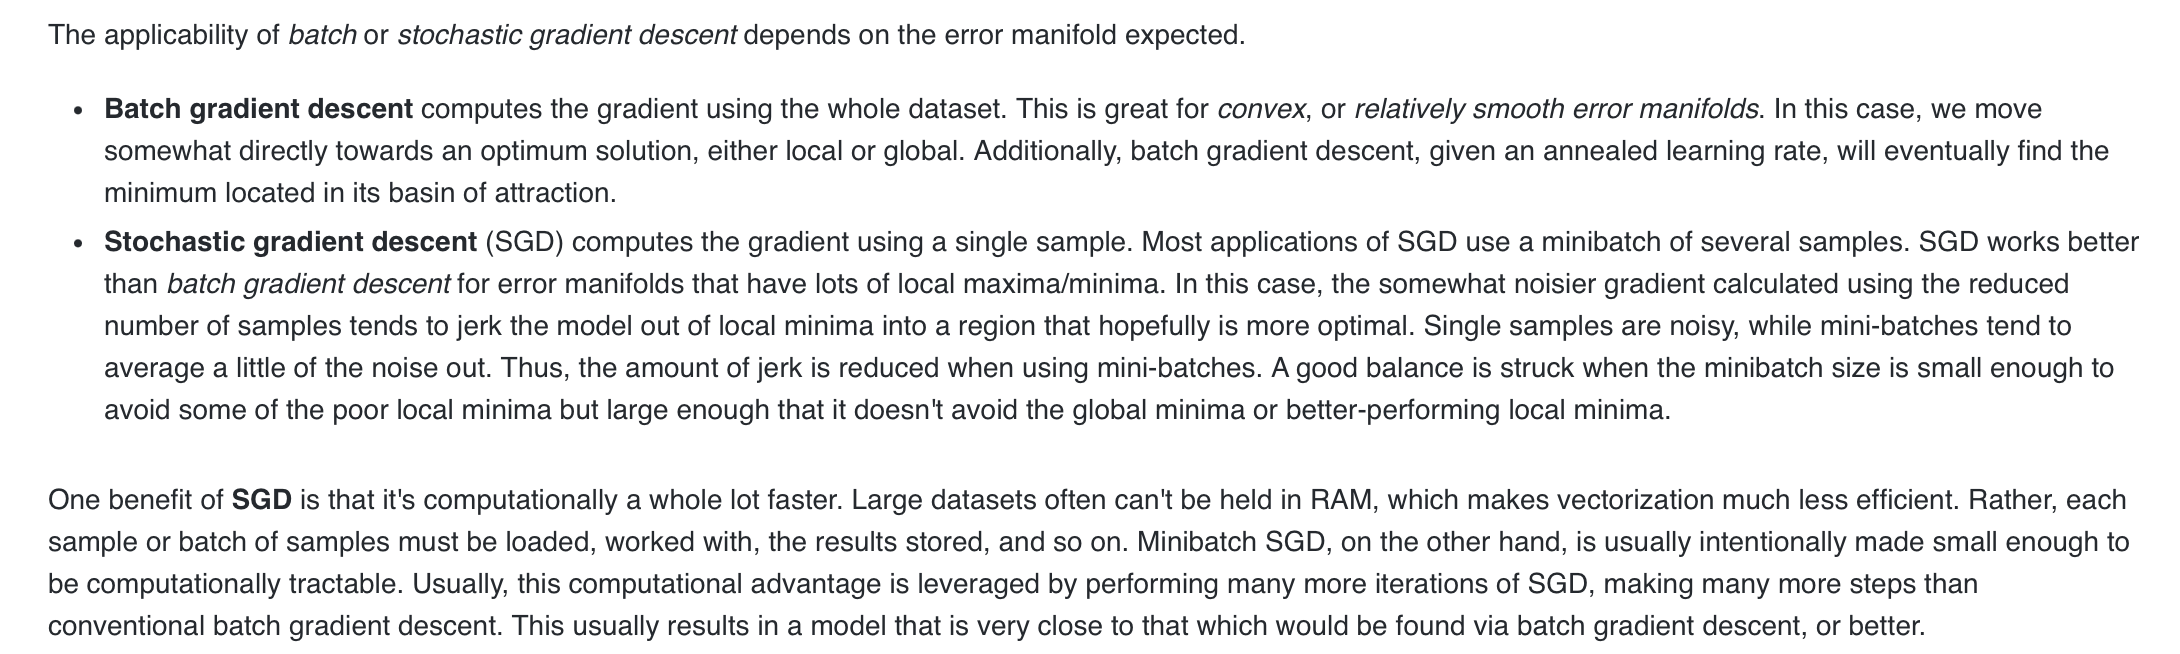 The applicability of batch or stochastic gradient descent depends on the error manifold expected.
• Batch gradient descent computes the gradient using the whole dataset. This is great for convex, or relatively smooth error manifolds. In this case, we move
somewhat directly towards an optimum solution, either local or global. Additionally, batch gradient descent, given an annealed learning rate, will eventually find the
minimum located in its basin of attraction.
• Stochastic gradient descent (SGD) computes the gradient using a single sample. Most applications of SGD use a minibatch of several samples. SGD works better
than batch gradient descent for error manifolds that have lots of local maxima/minima. In this case, the somewhat noisier gradient calculated using the reduced
number of samples tends to jerk the model out of local minima into a region that hopefully is more optimal. Single samples are noisy, while mini-batches tend to
average a little of the noise out. Thus, the amount of jerk is reduced when using mini-batches. A good balance is struck when the minibatch size is small enough to
avoid some of the poor local minima but large enough that it doesn't avoid the global minima or better-performing local minima.
One benefit of SGD is that it's computationally a whole lot faster. Large datasets often can't be held in RAM, which makes vectorization much less efficient. Rather, each
sample or batch of samples must be loaded, worked with, the results stored, and so on. Minibatch SGD, on the other hand, is usually intentionally made small enough to
be computationally tractable. Usually, this computational advantage is leveraged by performing many more iterations of SGD, making many more steps than
conventional batch gradient descent. This usually results in a model that is very close to that which would be found via batch gradient descent, or better.